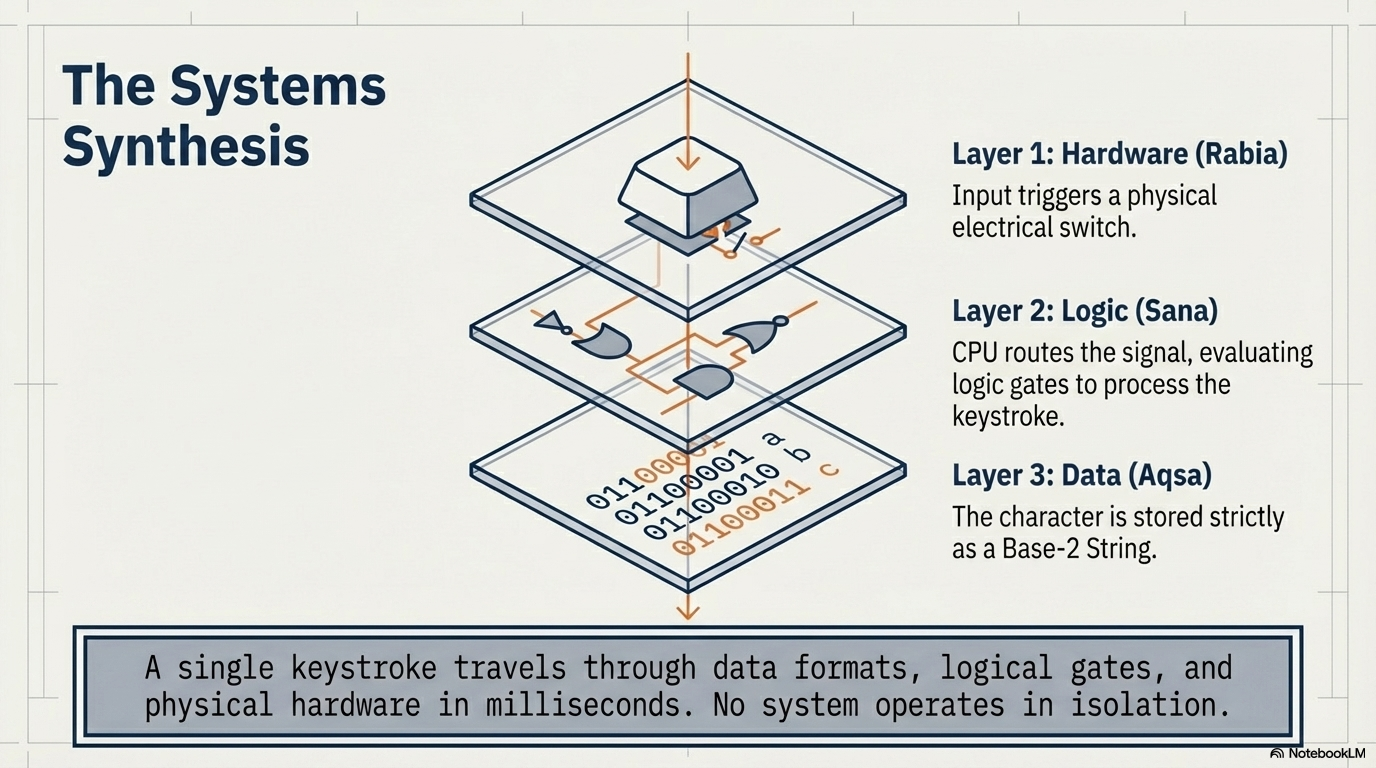 The Systems
Synthesis
Layer 1: Hardware (Rabia)
Input triggers a physical
electrical switch.
Layer 2: Logic (Sana)
CPU routes the signal, evaluating
logic gates to process the
keystroke.
Layer 3: Data (Aqsa)
The character is stored strictly
as a Base-2 String.
01100001
01100001 a
01100010 b
01100011 c
A single keystroke travels through data formats, logical gates, and
physical hardware in milliseconds. No system operates in isolation.
NotebookLM